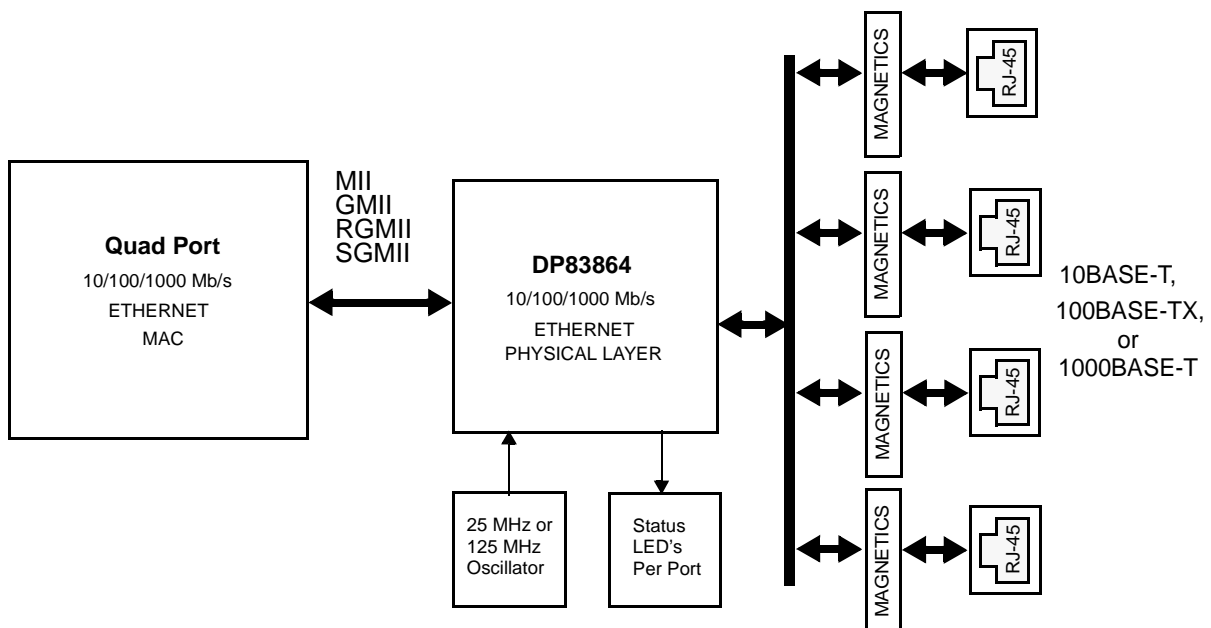 Quad Port
10/100/1000 Mb/s
ETHERNET
MAC
MII
GMII
RGMII
SGMII
DP83864
10/100/1000 Mb/s
ETHERNET
PHYSICAL LAYER
25 MHz or
125 MHz
Oscillator
Status
LED's
Per Port
MAGNETICS
RJ-45
MAGNETICS
RJ-45
MAGNETICS
RJ-45
MAGNETICS
RJ-45
10BASE-T,
100BASE-TX,
or
1000BASE-T